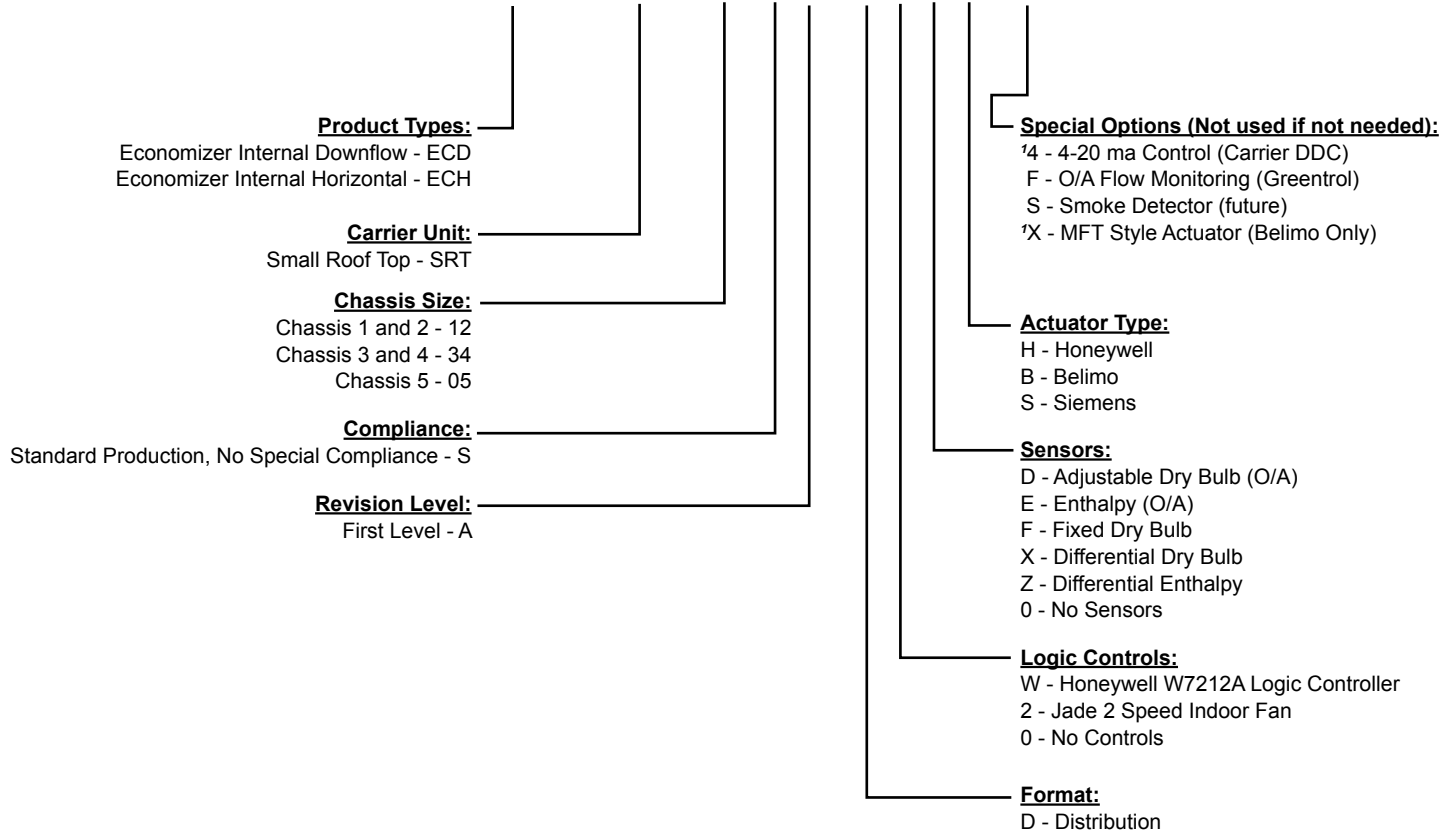 Product Types:
Economizer Internal Downflow - ECD
Economizer Internal Horizontal - ECH
Carrier Unit:
Small Roof Top - SRT
Chassis Size:
Chassis 1 and 2 - 12
Chassis 3 and 4 - 34
Chassis 5 - 05
Compliance:
Standard Production, No Special Compliance - S
Revision Level:
First Level - A
Special Options (Not used if not needed):
¹4 - 4-20 ma Control (Carrier DDC)
F - O/A Flow Monitoring (Greentrol)
S - Smoke Detector (future)
¹X - MFT Style Actuator (Belimo Only)
Actuator Type:
H - Honeywell
B - Belimo
S - Siemens
Sensors:
D - Adjustable Dry Bulb (O/A)
E - Enthalpy (O/A)
F - Fixed Dry Bulb
X - Differential Dry Bulb
Z - Differential Enthalpy
0 - No Sensors
Logic Controls:
W - Honeywell W7212A Logic Controller
2 - Jade 2 Speed Indoor Fan
0 - No Controls
Format:
D - Distribution